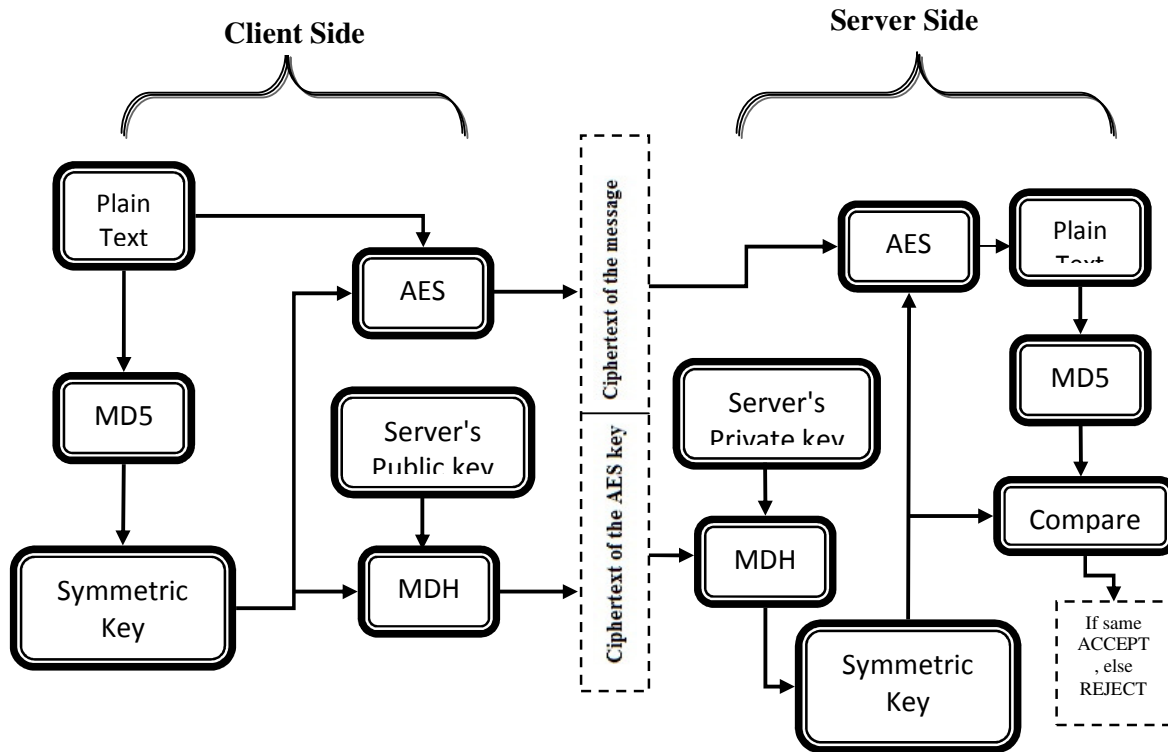 Client Side
Server Side
Plain
Text
AES
MD5
Server's
Public key
Symmetric
Key
MDH
Ciphertext of the message
Ciphertext of the AES key
AES
Plain
Text
MD5
Server's
Private key
Compare
MDH
Symmetric
Key
If same
ACCEPT
, else
REJECT